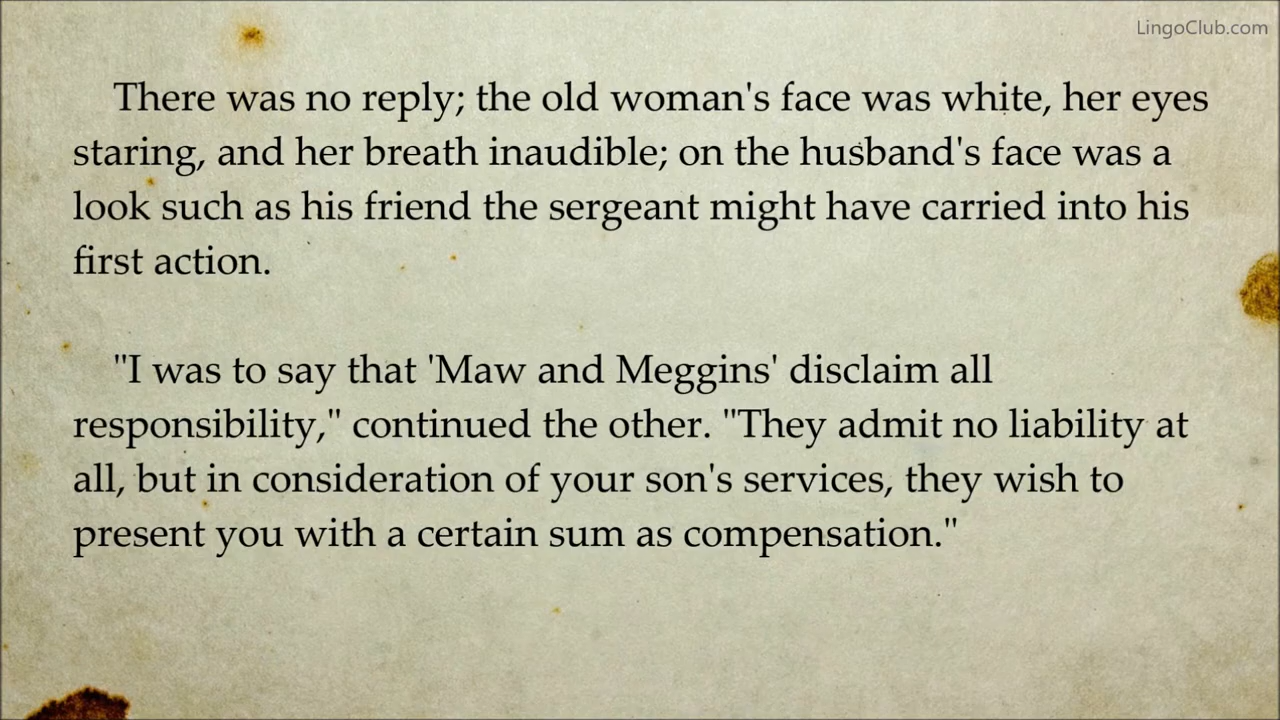 LingoClub.com
There was no reply; the old woman's face was white, her eyes
staring, and her breath inaudible; on the husband's face was a
look such as his friend the sergeant might have carried into his
first action.
"I was to say that 'Maw and Meggins' disclaim all
responsibility," continued the other. "They admit no liability at
all, but in consideration of your son's services, they wish to
present you with a certain sum as compensation."